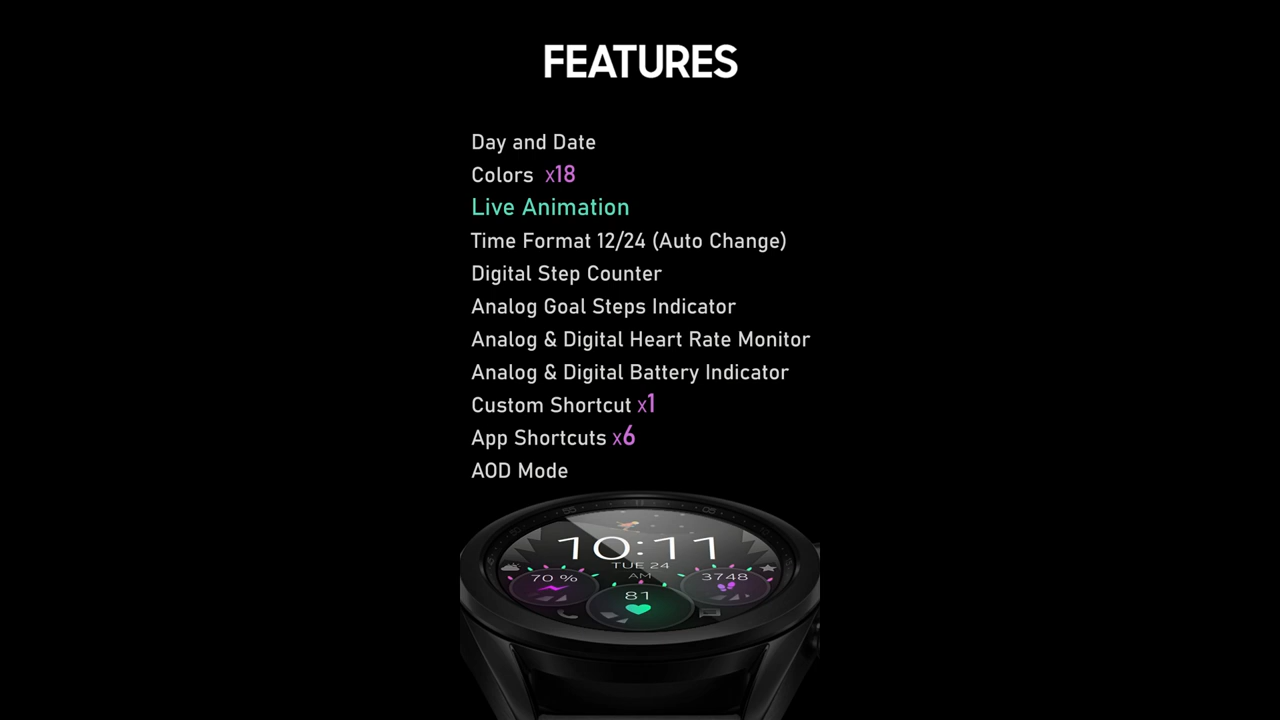 FEATURES
Day and Date
Colors x18
Live Animation
Time Format 12/24 (Auto Change)
Digital Step Counter
Analog Goal Steps Indicator
Analog & Digital Heart Rate Monitor
Analog & Digital Battery Indicator
Custom Shortcut x1
App Shortcuts x6
AOD Mode
10:11
TUE 24
AM
70 %
3748
81